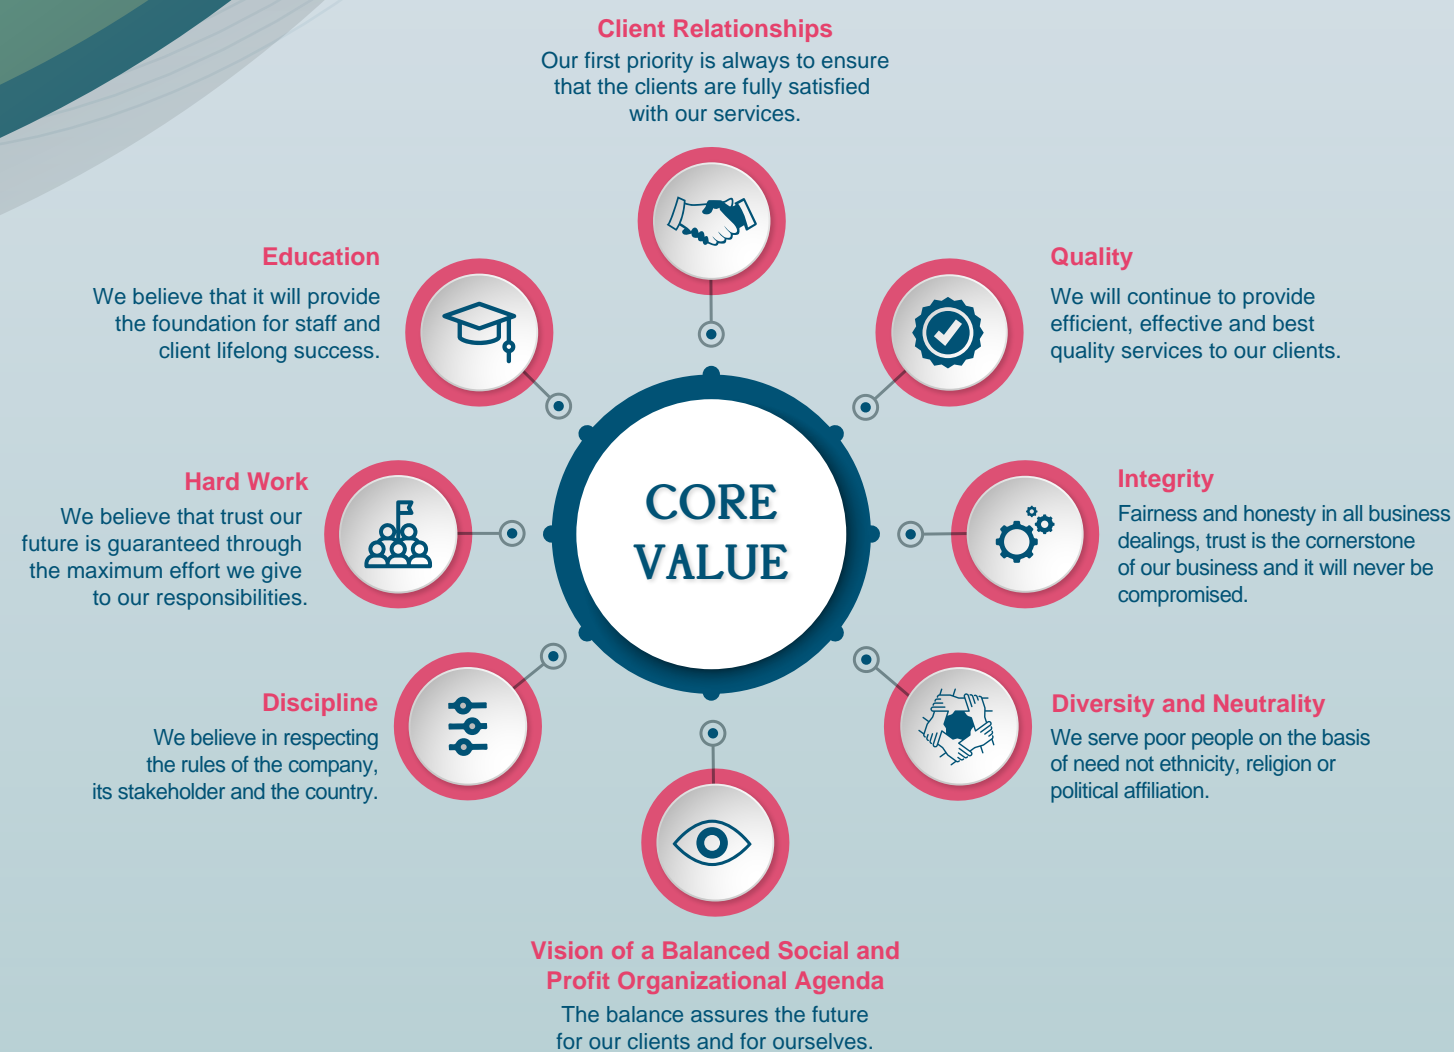 Client Relationships
Our first priority is always to ensure
that the clients are fully satisfied
with our services.
Education
We believe that it will provide
the foundation for staff and
client lifelong success.
Quality
We will continue to provide
efficient, effective and best
quality services to our clients.
Hard Work
We believe that trust our
future is guaranteed through
the maximum effort we give
to our responsibilities.
CORE
VALUE
Integrity
Fairness and honesty in all business
dealings, trust is the cornerstone
of our business and it will never be
compromised.
Discipline
We believe in respecting
the rules of the company,
its stakeholder and the country.
Diversity and Neutrality
We serve poor people on the basis
of need not ethnicity, religion or
political affiliation.
Vision of a Balanced Social and
Profit Organizational Agenda
The balance assures the future
for our clients and for ourselves.